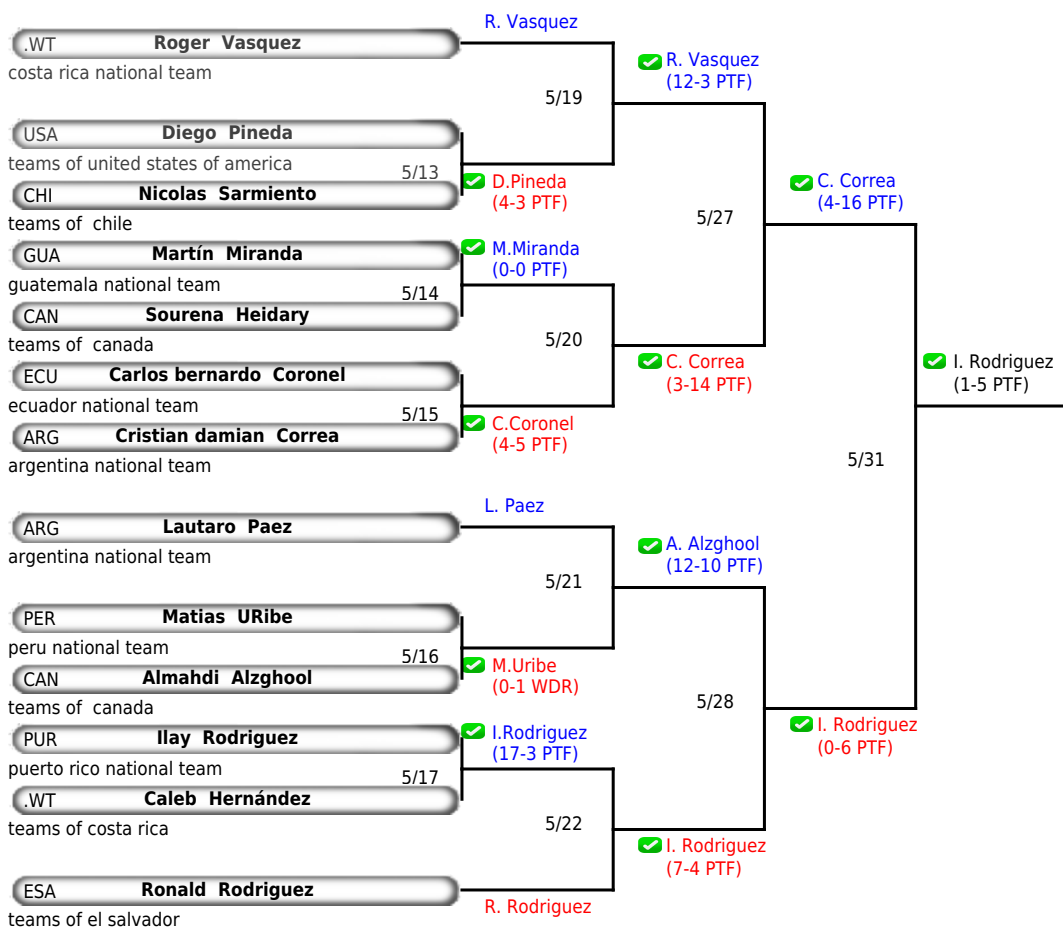 R. Vasquez
.WT Roger Vasquez
costa rica national team
R. Vasquez
(12-3 PTF)
5/19
USA Diego Pineda
teams of united states of america
5/13
D.Pineda
(4-3 PTF)
CHI Nicolas Sarmiento
teams of chile
C. Correa
(4-16 PTF)
5/27
GUA Martín Miranda
guatemala national team
M.Miranda
(0-0 PTF)
5/14
CAN Sourena Heidary
teams of canada
5/20
C. Correa
(3-14 PTF)
I. Rodriguez
(1-5 PTF)
ECU Carlos bernardo Coronel
ecuador national team
5/15
C.Coronel
(4-5 PTF)
ARG Cristian damian Correa
argentina national team
5/31
L. Paez
ARG Lautaro Paez
argentina national team
A. Alzghool
(12-10 PTF)
5/21
PER Matias URibe
peru national team
5/16
M.Uribe
(0-1 WDR)
CAN Almahdi Alzghool
teams of canada
5/28
I. Rodriguez
(0-6 PTF)
PUR Ilay Rodriguez
puerto rico national team
I.Rodriguez
(17-3 PTF)
5/17
.WT Caleb Hernández
teams of costa rica
5/22
I. Rodriguez
(7-4 PTF)
ESA Ronald Rodriguez
teams of el salvador
R. Rodriguez